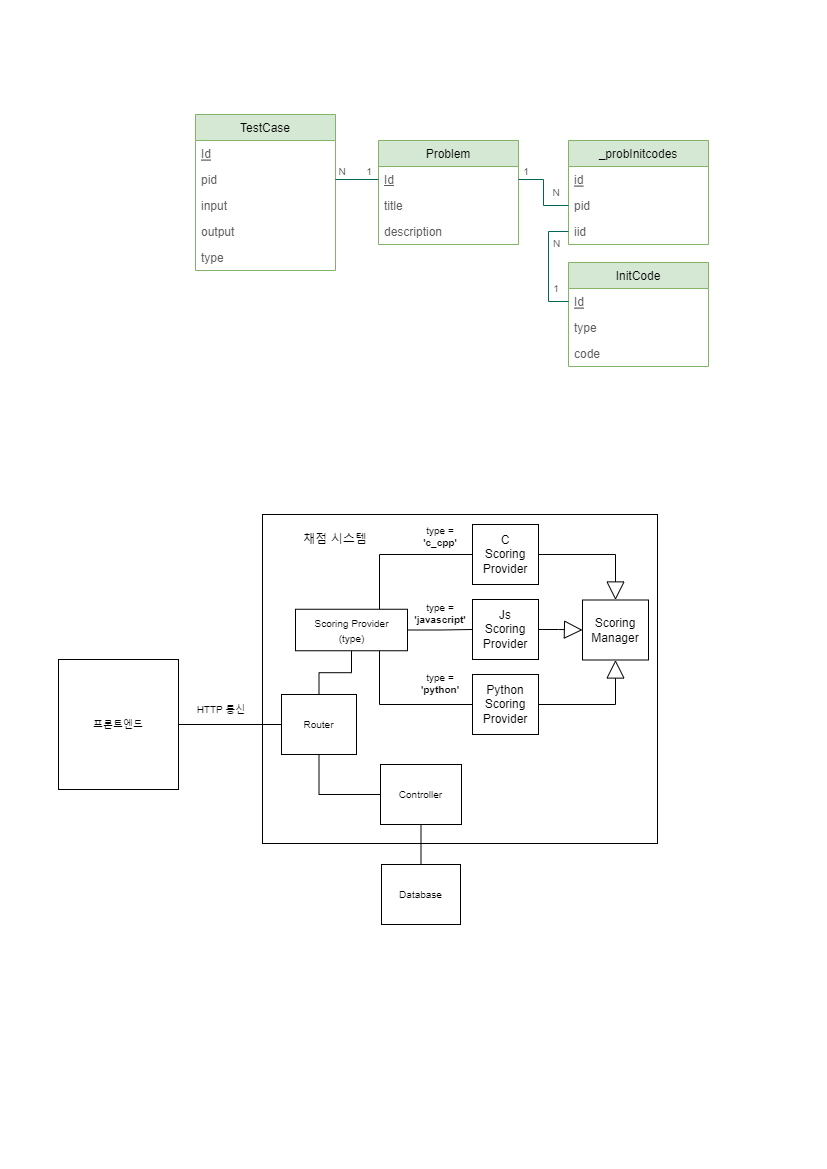 TestCase
Id
pid
input
output
type
N
1
Problem
Id
title
description
1
N
_probInitcodes
id
pid
iid
N
1
InitCode
Id
type
code
채점 시스템
type =
'c_cpp'
C
Scoring
Provider
Scoring Provider
(type)
type =
'javascript'
Js
Scoring
Provider
Scoring
Manager
type =
'python'
Python
Scoring
Provider
프론트엔드
HTTP 통신
Router
Controller
Database